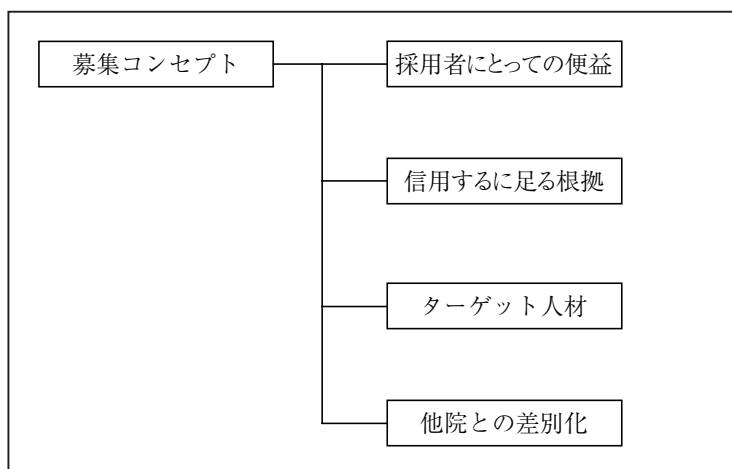 募集コンセプト
採用者にとっての便益
信用するに足る根拠
ターゲット人材
他院との差別化